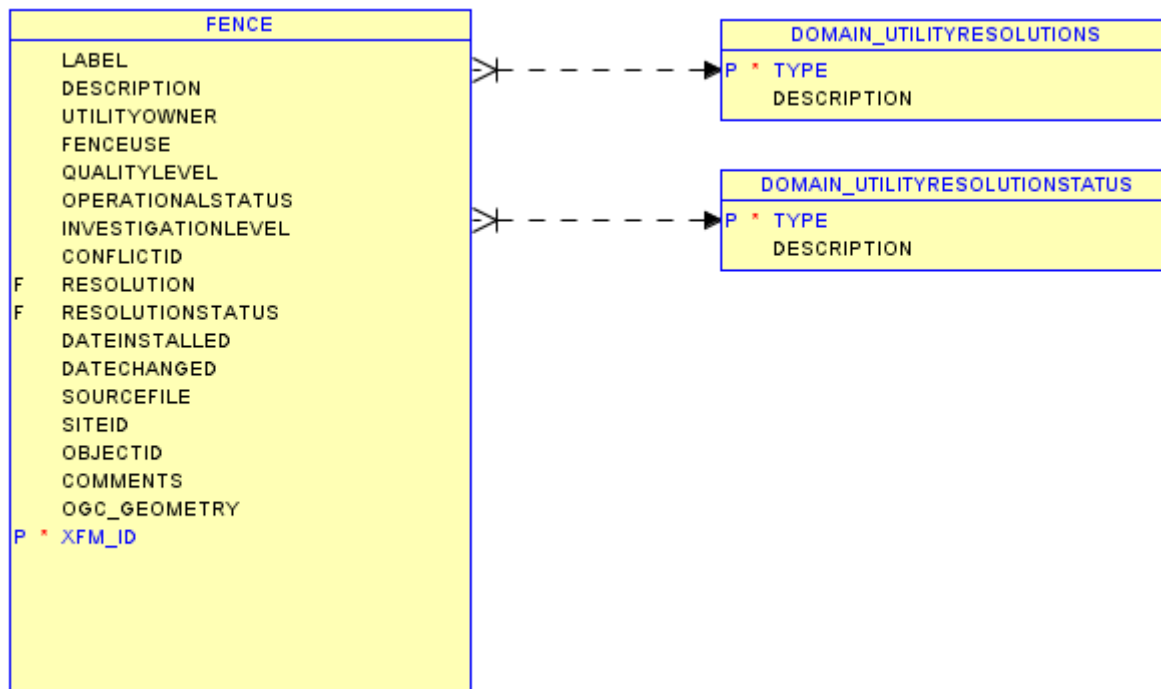 FENCE
LABEL
DESCRIPTION
UTILITYOWNER
FENCEUSE
QUALITYLEVEL
OPERATIONALSTATUS
INVESTIGATIONLEVEL
CONFLICTID
F RESOLUTION
F RESOLUTIONSTATUS
DATEINSTALLED
DATECHANGED
SOURCEFILE
SITEID
OBJECTID
COMMENTS
OGC_GEOMETRY
P * XFM_ID
DOMAIN_UTILITYRESOLUTIONS
P * TYPE
DESCRIPTION
DOMAIN_UTILITYRESOLUTIONSTATUS
P * TYPE
DESCRIPTION